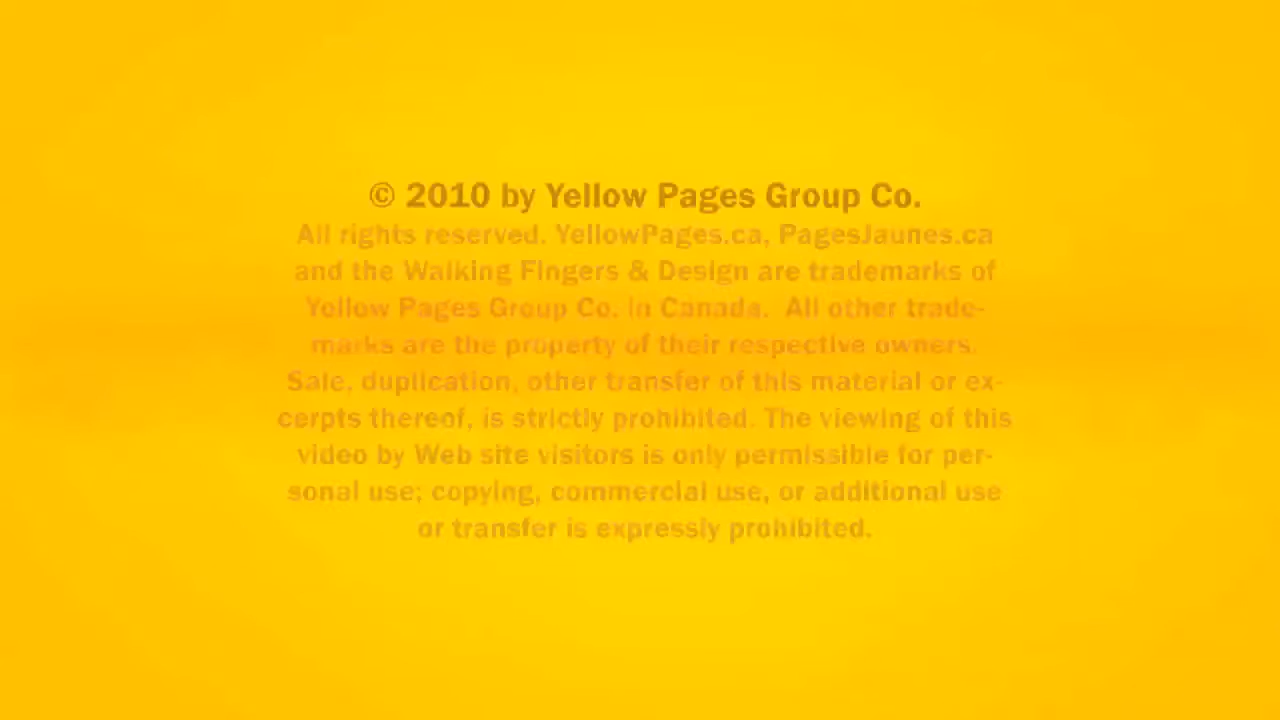 © 2010 by Yellow Pages Group Co.
All rights reserved. YellowPages.ca, PagesJaunes.ca
and the Walking Fingers & Design are trademarks of
Yellow Pages Group Co. in Canada.  All other trade-
marks are the property of their respective owners.
Sale, duplication, other transfer of this material or ex-
cerpts thereof, is strictly prohibited. The viewing of this
video by Web site visitors is only permissible for per-
sonal use; copying, commercial use, or additional use
or transfer is expressly prohibited.